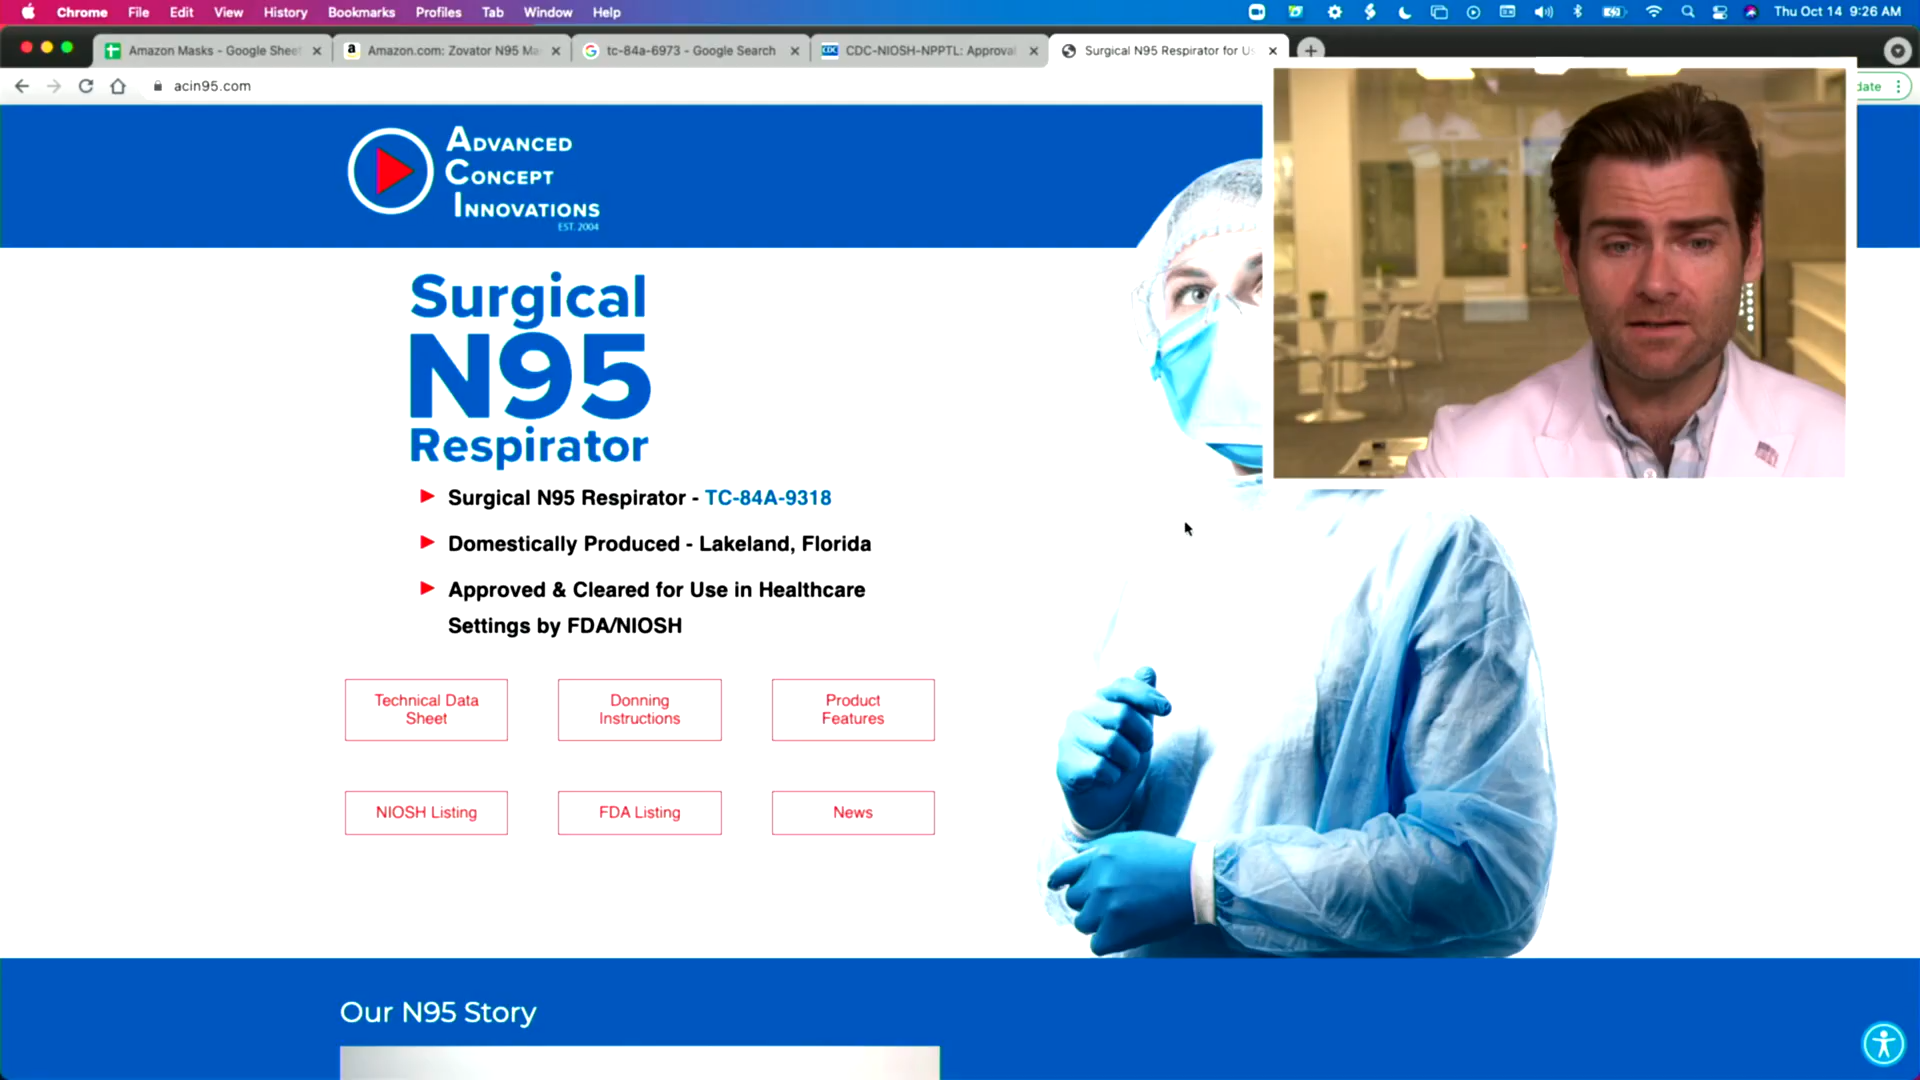 Chrome File Edit View History Bookmarks Profiles Tab Window Help Thu Oct 14 9:26 AM
Amazon Masks - Google Sheet
Amazon.com: Zovator N95 Ma
tc-84a-6973 - Google Search
CDC-NIOSH-NPPTL: Approval
Surgical N95 Respirator for Us
acin95.com
date
ADVANCED
CONCEPT
INNOVATIONS
EST. 2004
Surgical
N95
Respirator
Surgical N95 Respirator - TC-84A-9318
Domestically Produced - Lakeland, Florida
Approved & Cleared for Use in Healthcare
Settings by FDA/NIOSH
Technical Data
Sheet
Donning
Instructions
Product
Features
NIOSH Listing
FDA Listing
News
Our N95 Story